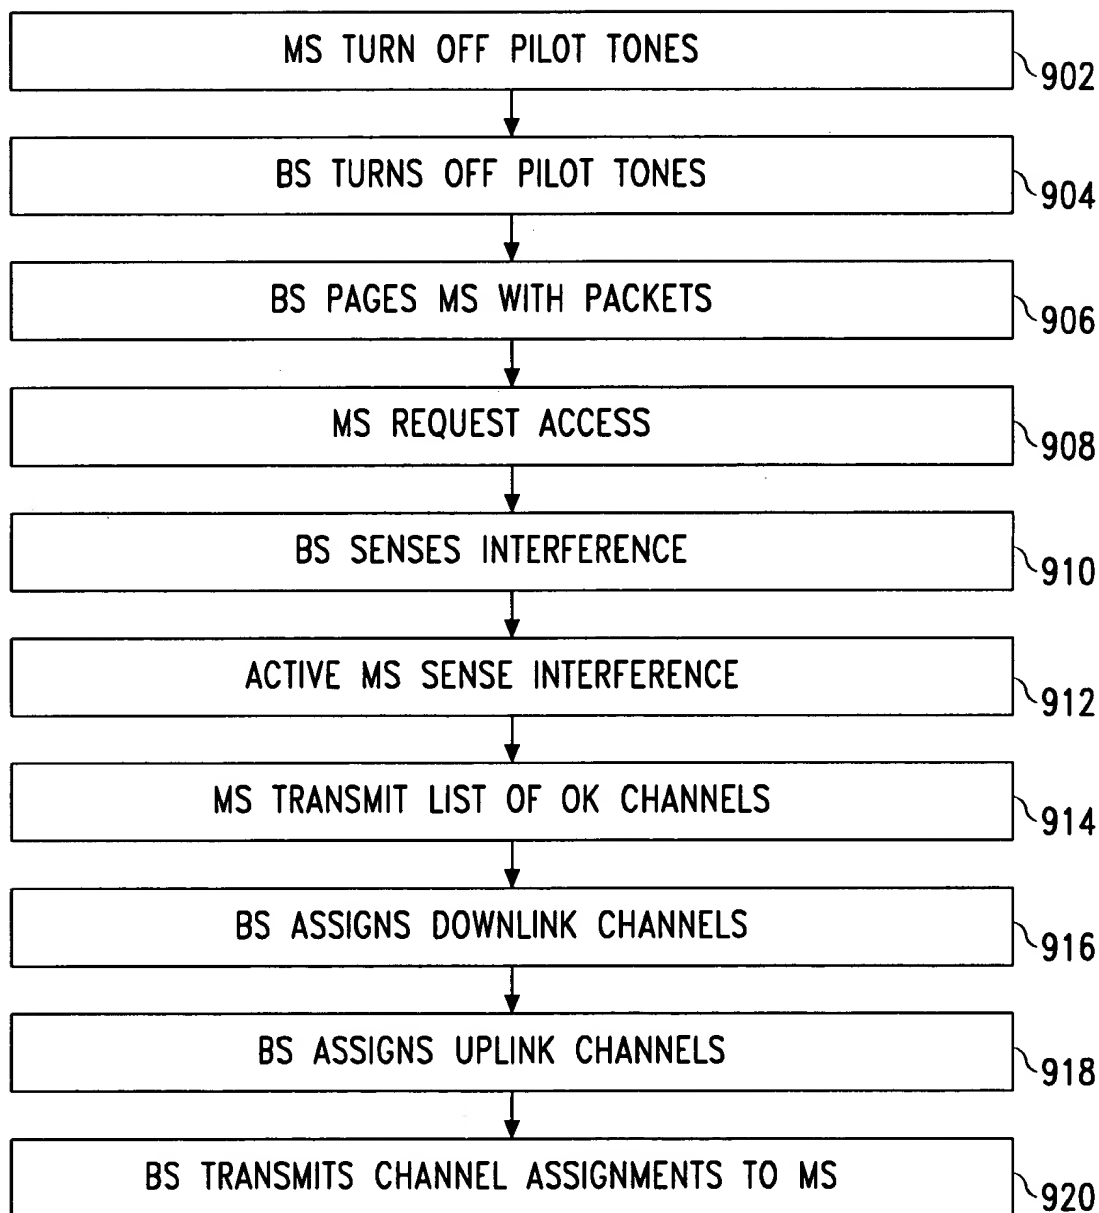 MS TURN OFF PILOT TONES
902
BS TURNS OFF PILOT TONES
904
BS PAGES MS WITH PACKETS
906
MS REQUEST ACCESS
908
BS SENSES INTERFERENCE
910
ACTIVE MS SENSE INTERFERENCE
912
MS TRANSMIT LIST OF OK CHANNELS
914
BS ASSIGNS DOWNLINK CHANNELS
916
BS ASSIGNS UPLINK CHANNELS
918
BS TRANSMITS CHANNEL ASSIGNMENTS TO MS
920